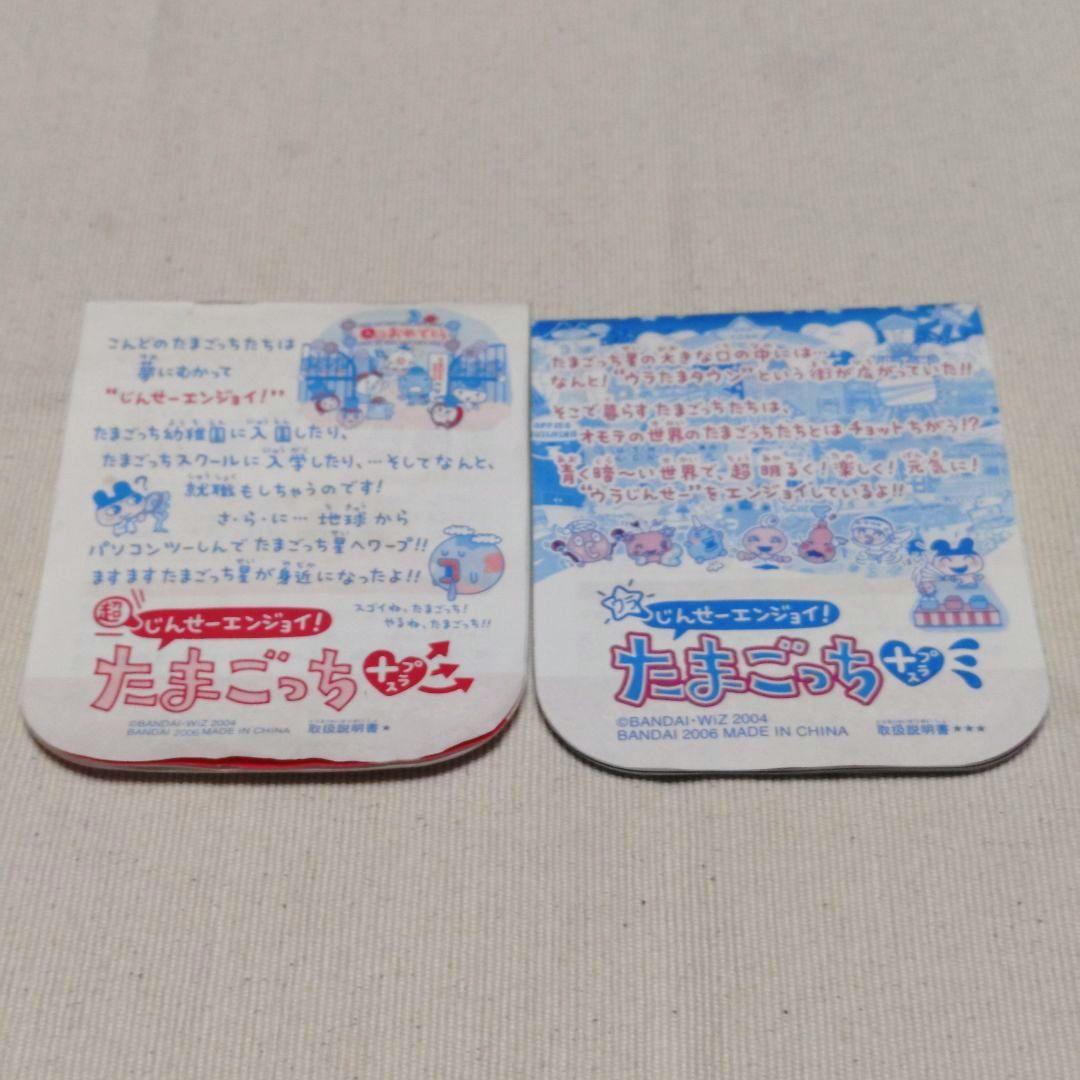 こんどのたまごっちたちは
夢にむかって
"じんせーエンジョイ！"
たまごっち幼稚園に入園したり、
たまごっちスクールに入学したり、…そしてなんと、
就職もしちゃうのです！
さ・ら・に…地球から
パソコンツーしんでたまごっち星へワープ！！
ますますたまごっち星が身近になったよ！！
スゴイね、たまごっち！
やるね、たまごっち！！
超じんせーエンジョイ！
たまごっち＋プラス
©BANDAI・WiZ 2004
BANDAI 2006 MADE IN CHINA 取扱説明書★
たまごっち星の大きな口の中には…
なんと！"ウラたまタウン"という街が広がっていた！！
そこで暮らすたまごっちたちは、
オモテの世界のたまごっちたちとはチョットちがう！？
青く暗〜い世界で、超明るく！楽しく！元気に！
"ウラじんせー"をエンジョイしているよ！！
じんせーエンジョイ！
たまごっち＋プラス
©BANDAI・WiZ 2004
BANDAI 2006 MADE IN CHINA 取扱説明書★★★